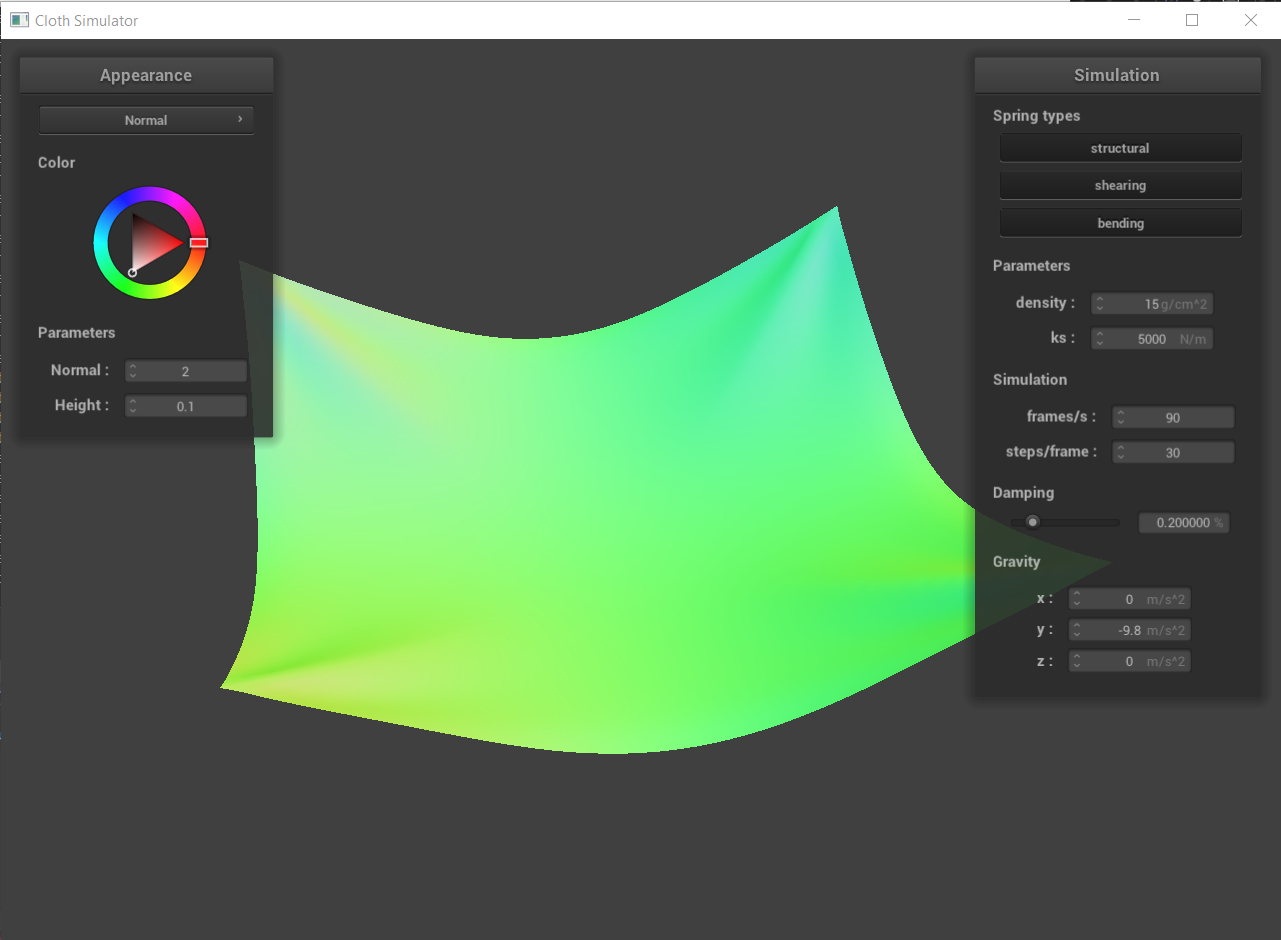 Cloth Simulator
Appearance
Normal
Color
Parameters
Normal : 2
Height : 0.1
Simulation
Spring types
structural
shearing
bending
Parameters
density : 15 g/cm^2
ks : 5000 N/m
Simulation
frames/s : 90
steps/frame : 30
Damping
0.200000 %
Gravity
x : 0 m/s^2
y : -9.8 m/s^2
z : 0 m/s^2